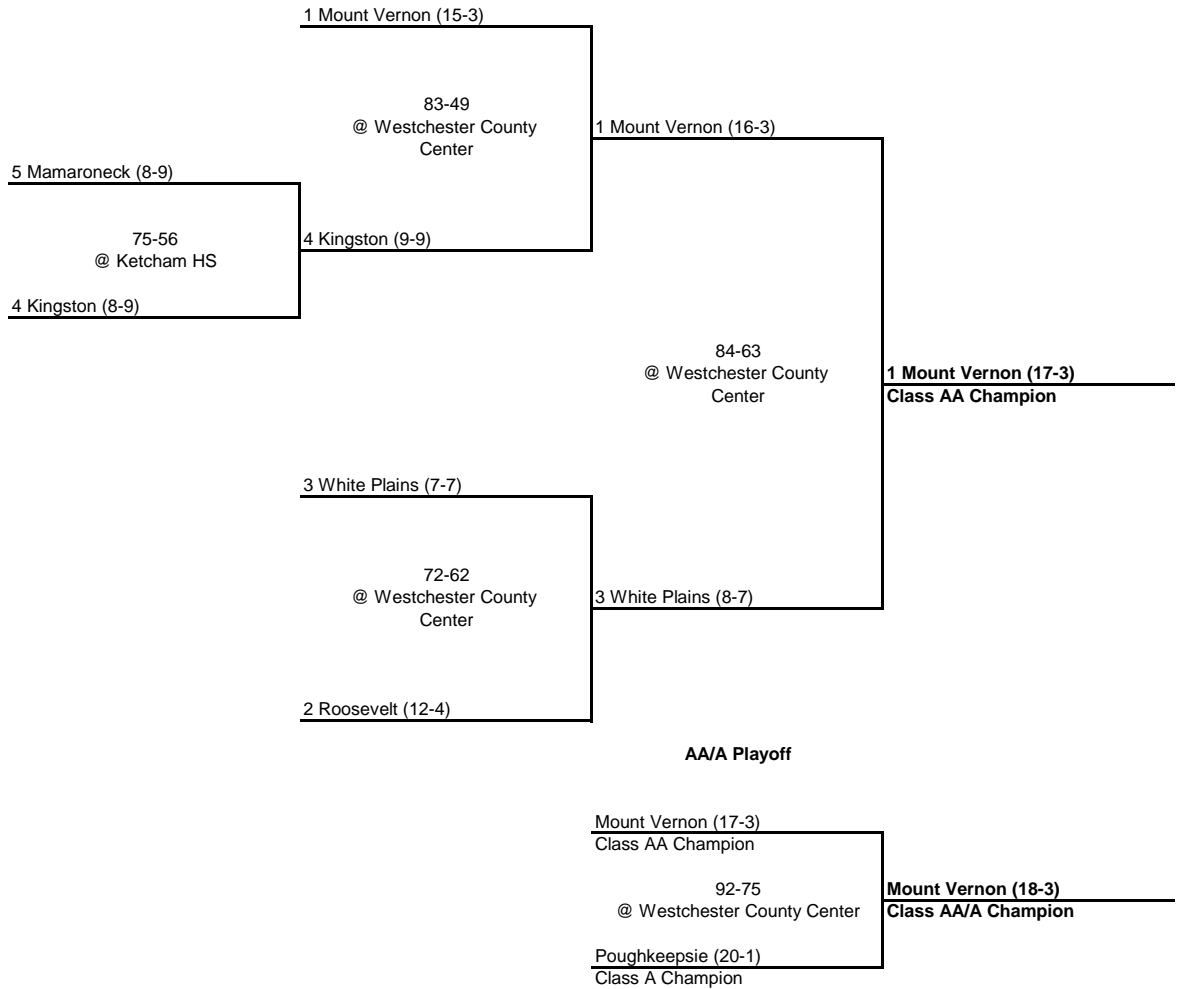 1 Mount Vernon (15-3)
83-49
@ Westchester County
Center
1 Mount Vernon (16-3)
5 Mamaroneck (8-9)
75-56
@ Ketcham HS
4 Kingston (9-9)
4 Kingston (8-9)
84-63
@ Westchester County
Center
1 Mount Vernon (17-3)
Class AA Champion
3 White Plains (7-7)
72-62
@ Westchester County
Center
3 White Plains (8-7)
2 Roosevelt (12-4)
AA/A Playoff
Mount Vernon (17-3)
Class AA Champion
92-75
@ Westchester County Center
Mount Vernon (18-3)
Class AA/A Champion
Poughkeepsie (20-1)
Class A Champion